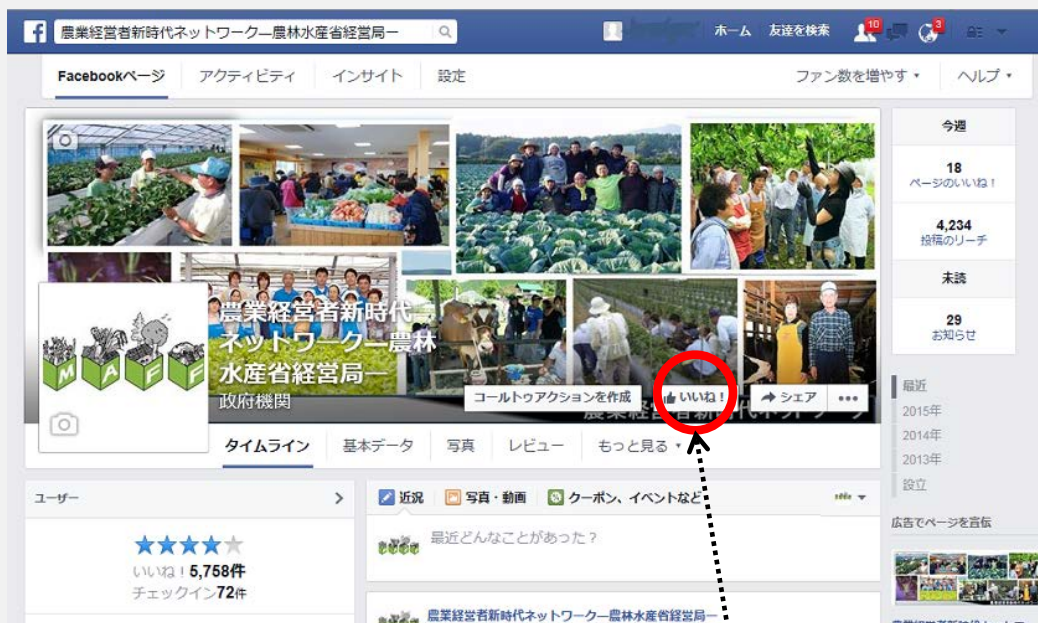 農業経営者新時代ネットワーク―農林水産省経営局―
ホーム 友達を検索 10 3
Facebookページ アクティビティ インサイト 設定 ファン数を増やす ヘルプ
今週
18
ページのいいね！
4,234
投稿のリーチ
未読
29
お知らせ
農業経営者新時代
ネットワーク―農林
水産省経営局―
政府機関
MAFF
コールトゥアクションを作成 いいね！ シェア •••
タイムライン 基本データ 写真 レビュー もっと見る
最近
2015年
2014年
2013年
設立
ユーザー
いいね！5,758件
チェックイン72件
近況 写真・動画 クーポン、イベントなど
最近どんなことがあった？
農業経営者新時代ネットワーク―農林水産省経営局―
広告でページを宣伝